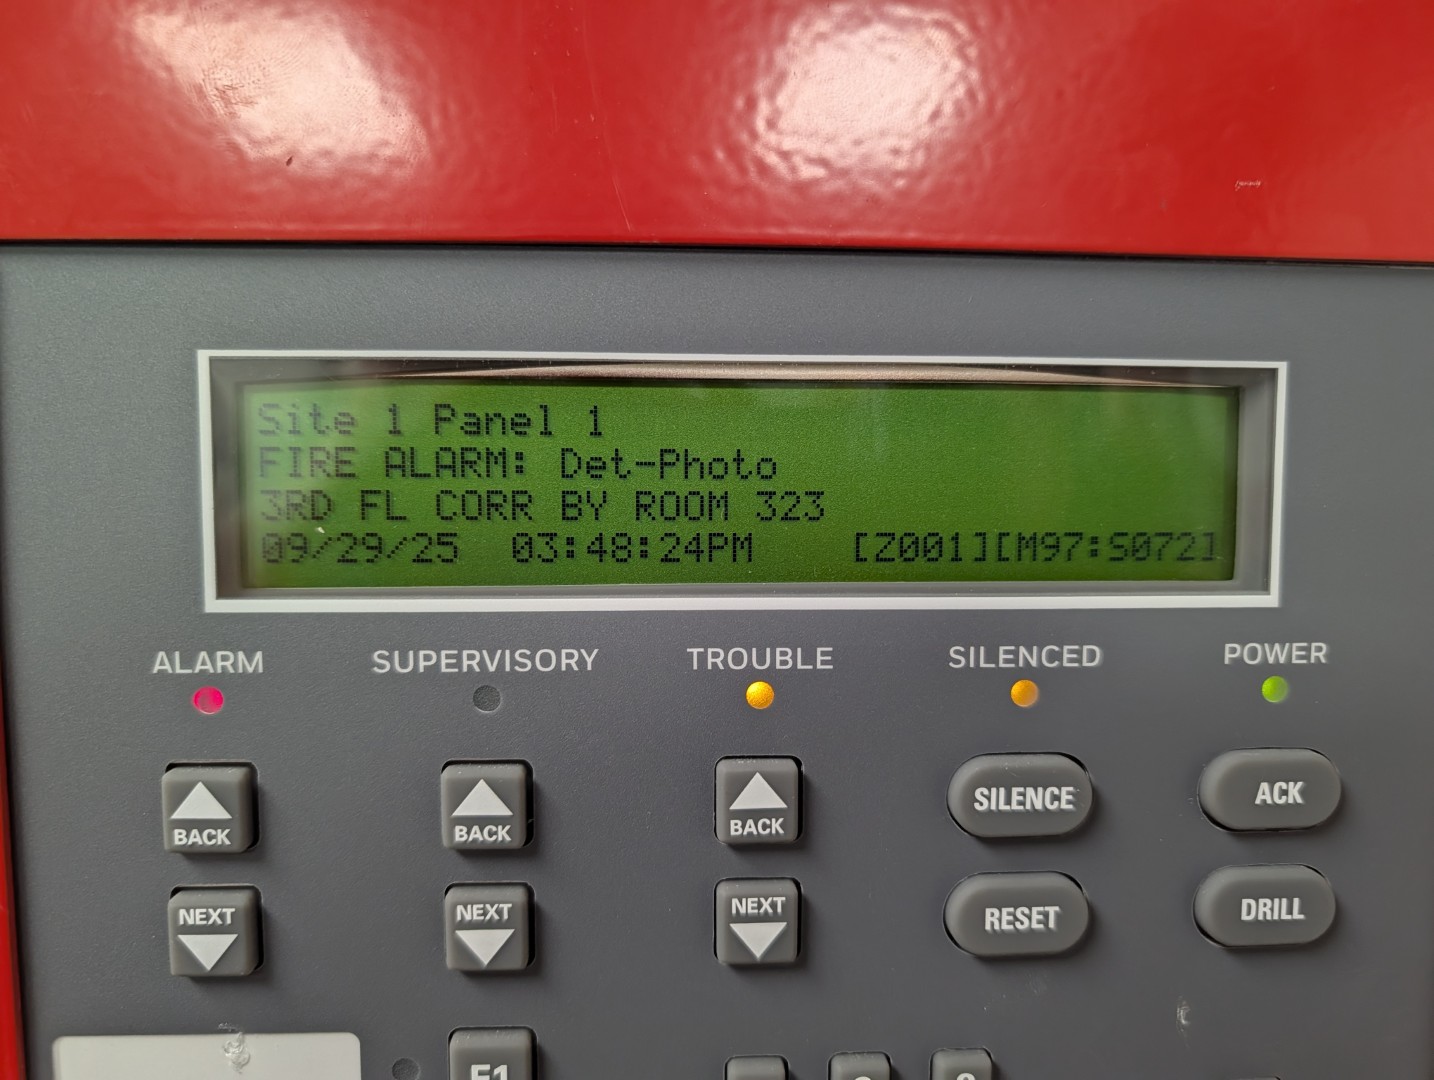 Site 1 Panel 1
FIRE ALARM: Det-Photo
3RD FL CORR BY ROOM 323
09/29/25 03:48:24PM [Z001][M97:S072]
ALARM SUPERVISORY TROUBLE SILENCED POWER
BACK BACK BACK SILENCE ACK
NEXT NEXT NEXT RESET DRILL
F1